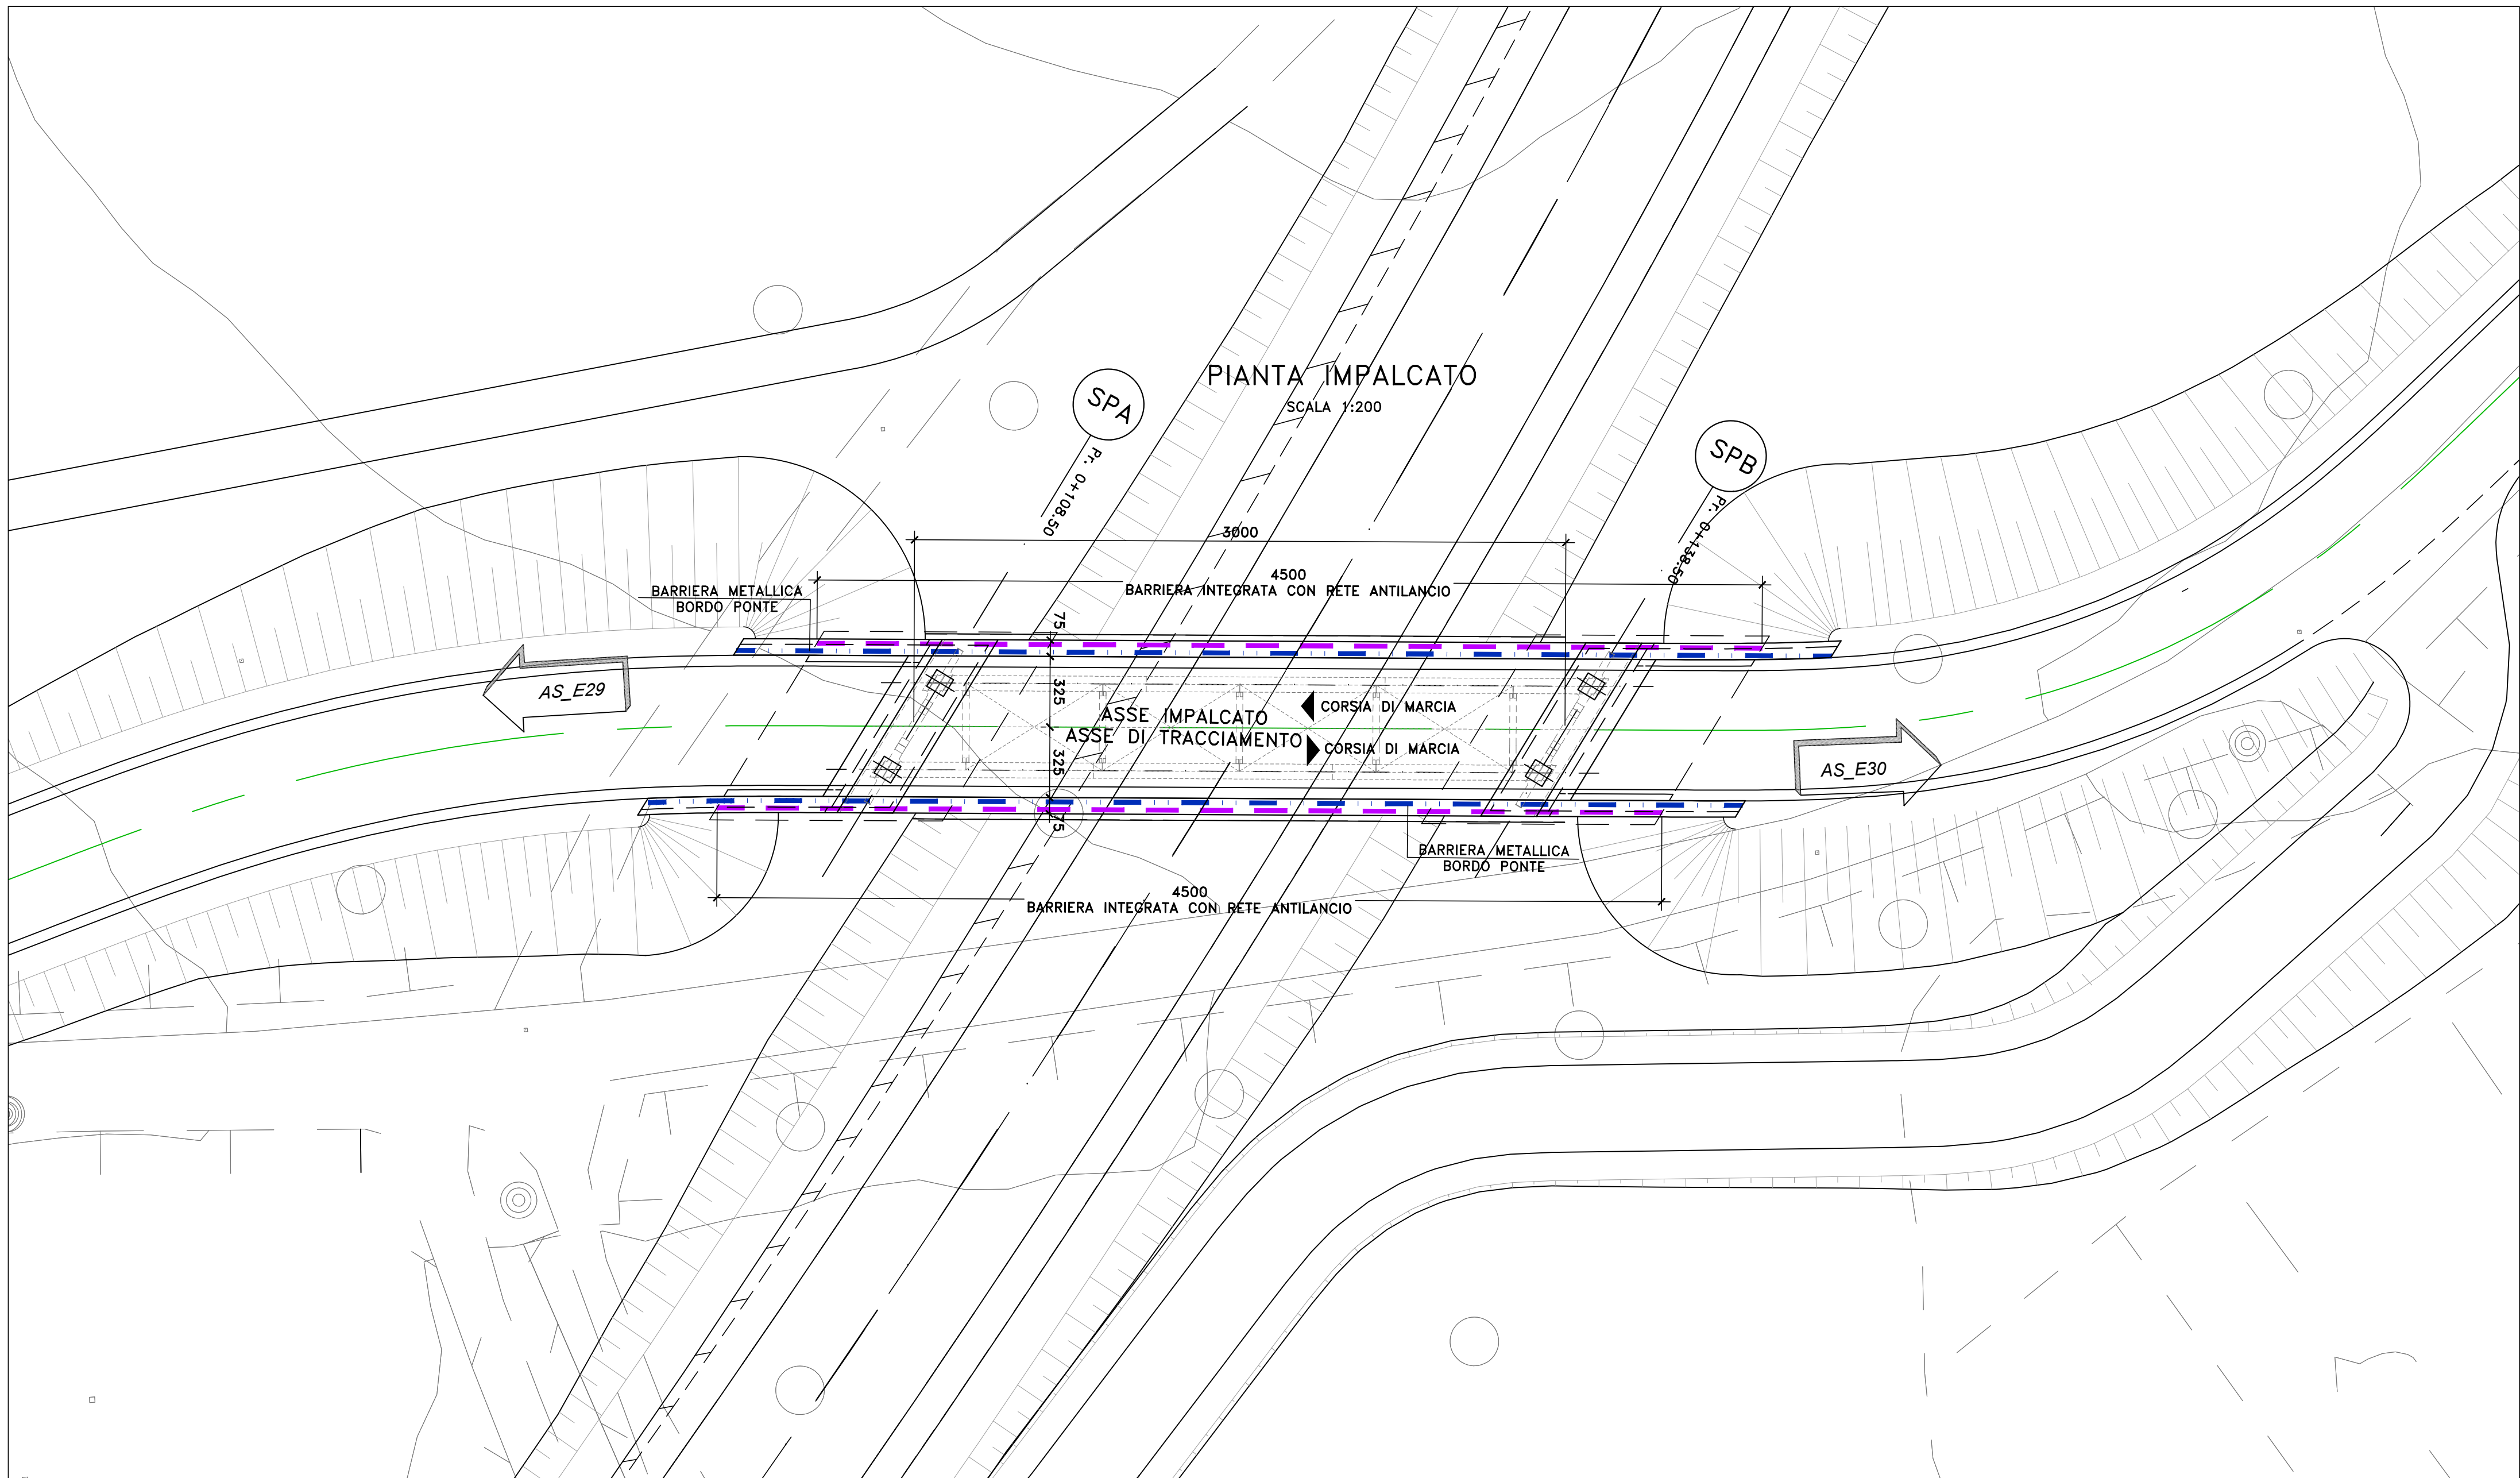 PIANTA IMPALCATO
SCALA 1:200
SPA
Pr. 0+108.50
SPB
Pr. 0+138.50
3000
4500
BARRIERA INTEGRATA CON RETE ANTILANCIO
BARRIERA METALLICA
BORDO PONTE
75
325
325
75
AS_E29
ASSE IMPALCATO
ASSE DI TRACCIAMENTO
CORSIA DI MARCIA
CORSIA DI MARCIA
AS_E30
BARRIERA METALLICA
BORDO PONTE
4500
BARRIERA INTEGRATA CON RETE ANTILANCIO